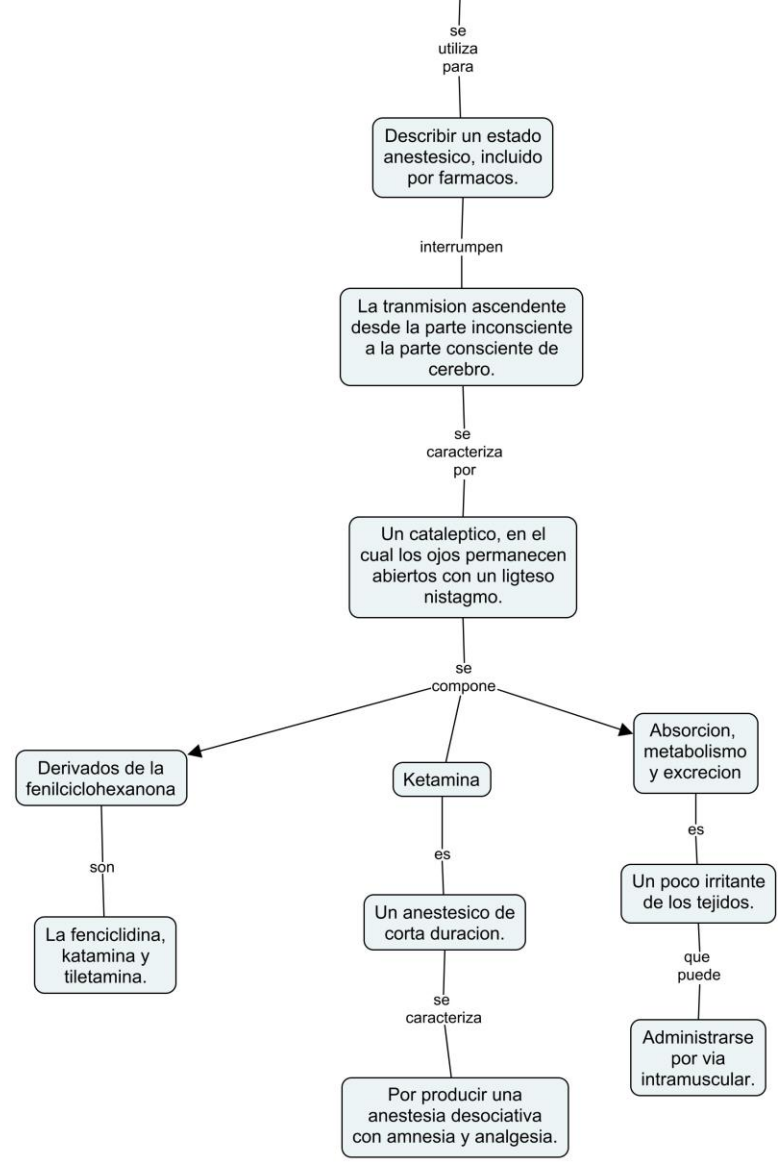 se
utiliza
para
Describir un estado
anestesico, incluido
por farmacos.
interrumpen
La tranmision ascendente
desde la parte inconsciente
a la parte consciente de
cerebro.
se
caracteriza
por
Un cataleptico, en el
cual los ojos permanecen
abiertos con un ligteso
nistagmo.
se
compone
Derivados de la
fenilciclohexanona
son
La fenciclidina,
katamina y
tiletamina.
Ketamina
es
Un anestesico de
corta duracion.
se
caracteriza
Por producir una
anestesia desociativa
con amnesia y analgesia.
Absorcion,
metabolismo
y excrecion
es
Un poco irritante
de los tejidos.
que
puede
Administrarse
por via
intramuscular.